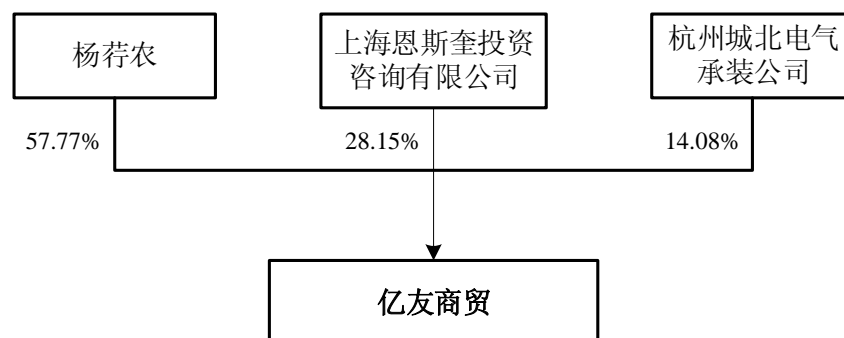 杨荇农
上海恩斯奎投资
咨询有限公司
杭州城北电气
承装公司
57.77%
28.15%
14.08%
亿友商贸